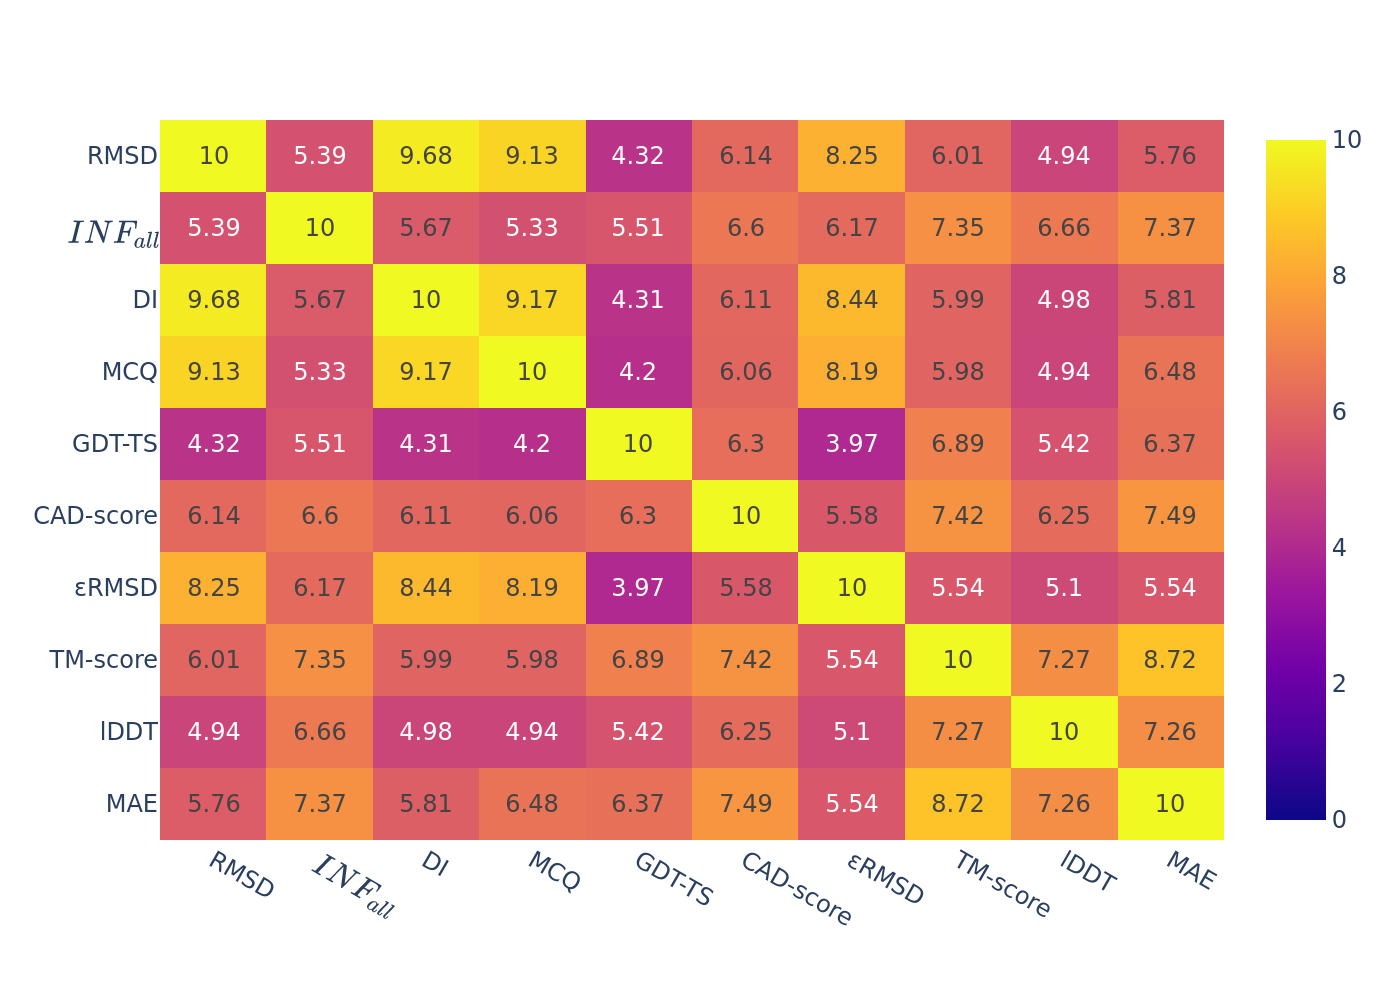 10
RMSD 10 5.39 9.68 9.13 4.32 6.14 8.25 6.01 4.94 5.76
INFall 5.39 10 5.67 5.33 5.51 6.6 6.17 7.35 6.66 7.37
8
DI 9.68 5.67 10 9.17 4.31 6.11 8.44 5.99 4.98 5.81
MCQ 9.13 5.33 9.17 10 4.2 6.06 8.19 5.98 4.94 6.48
6
GDT-TS 4.32 5.51 4.31 4.2 10 6.3 3.97 6.89 5.42 6.37
CAD-score 6.14 6.6 6.11 6.06 6.3 10 5.58 7.42 6.25 7.49
4
εRMSD 8.25 6.17 8.44 8.19 3.97 5.58 10 5.54 5.1 5.54
TM-score 6.01 7.35 5.99 5.98 6.89 7.42 5.54 10 7.27 8.72
2
lDDT 4.94 6.66 4.98 4.94 5.42 6.25 5.1 7.27 10 7.26
MAE 5.76 7.37 5.81 6.48 6.37 7.49 5.54 8.72 7.26 10
0
RMSD INFall DI MCQ GDT-TS CAD-score εRMSD TM-score lDDT MAE